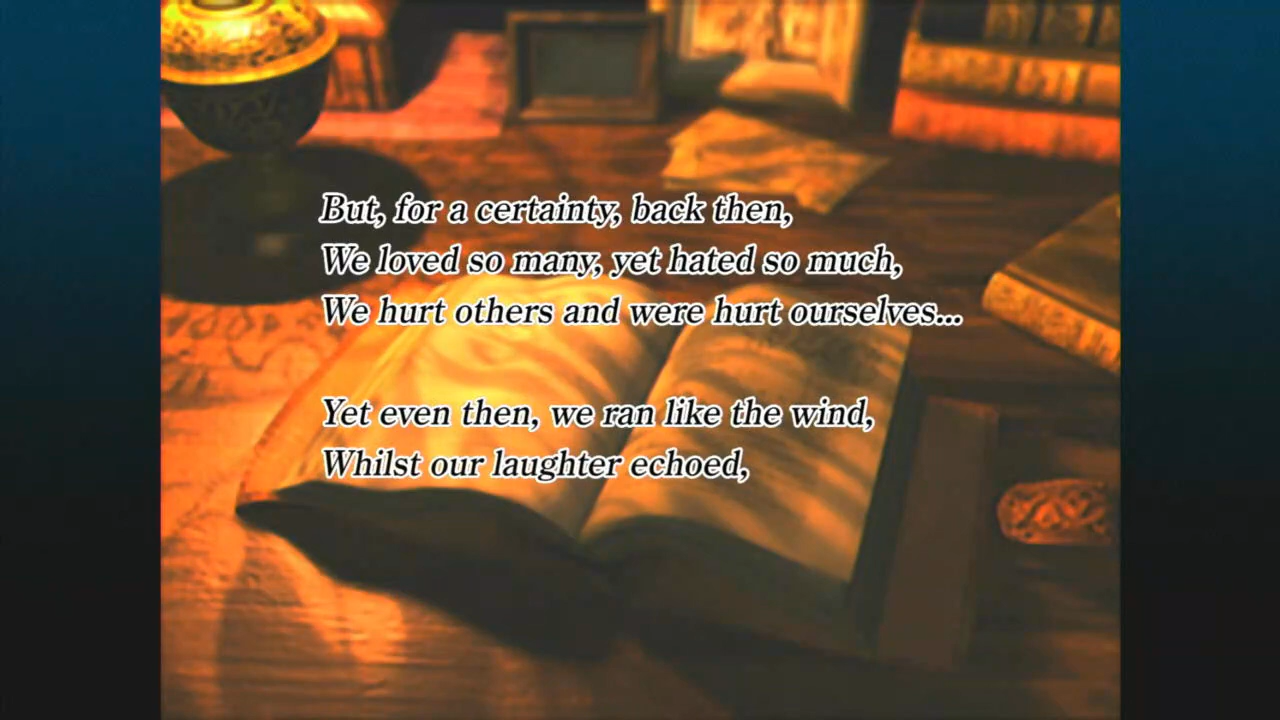 But, for a certainty, back then,
We loved so many, yet hated so much,
We hurt others and were hurt ourselves...
Yet even then, we ran like the wind,
Whilst our laughter echoed,